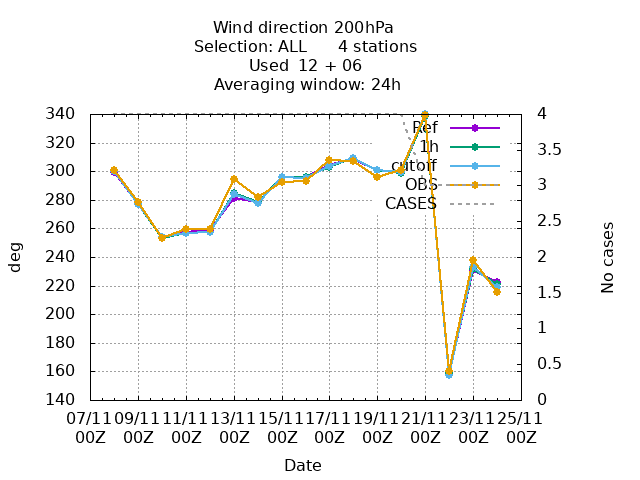 Wind direction 200hPa
Selection: ALL 4 stations
Used 12 + 06
Averaging window: 24h
340 4
Ref
320
1h
3.5
cutoff
300
OBS
3
280
CASES
260 2.5
240 2
220 1.5
200 1
180
160 0.5
140 0
deg
No cases
07/11 09/11 11/11 13/11 15/11 17/11 19/11 21/11 23/11 25/11
00Z 00Z 00Z 00Z 00Z 00Z 00Z 00Z 00Z 00Z
Date